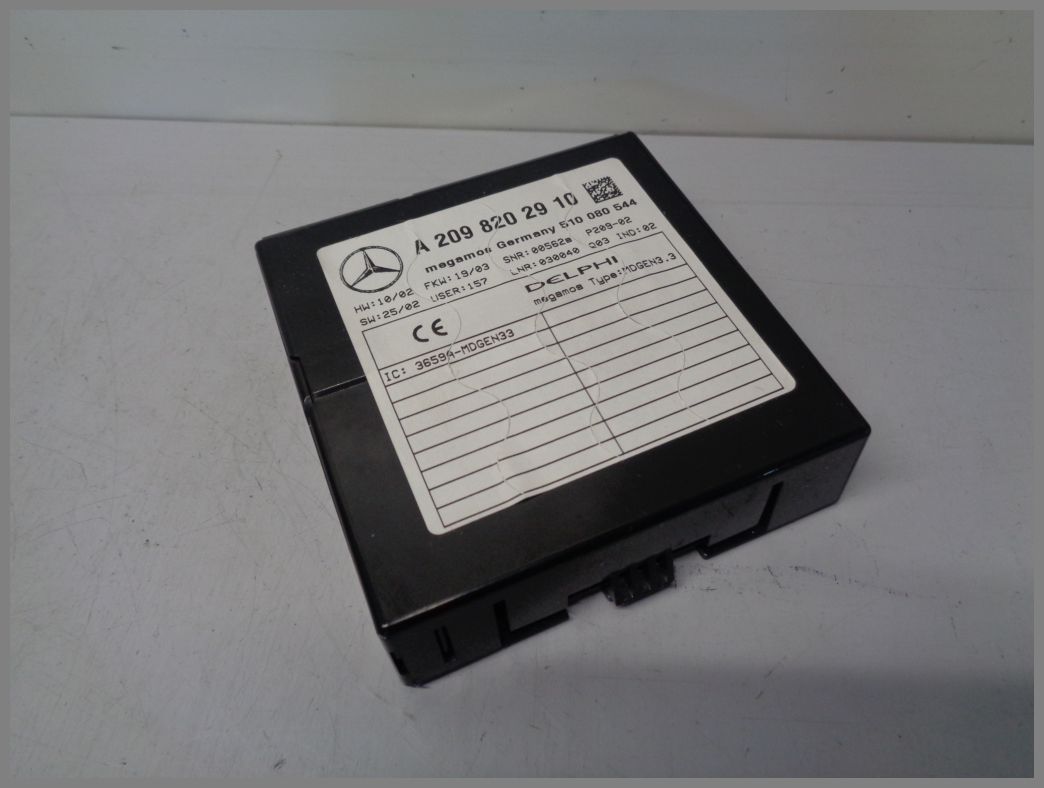 A 209 820 29 10
megamos Germany 510 080 544
HW:10/02 FKW:19/03 SNR:00562a P209-02
SW:25/02 USER:157 LNR:030040 203 IND:02
DELPHI
CE megamos Type:MDGEN3.3
IC: 3659A-MDGEN33